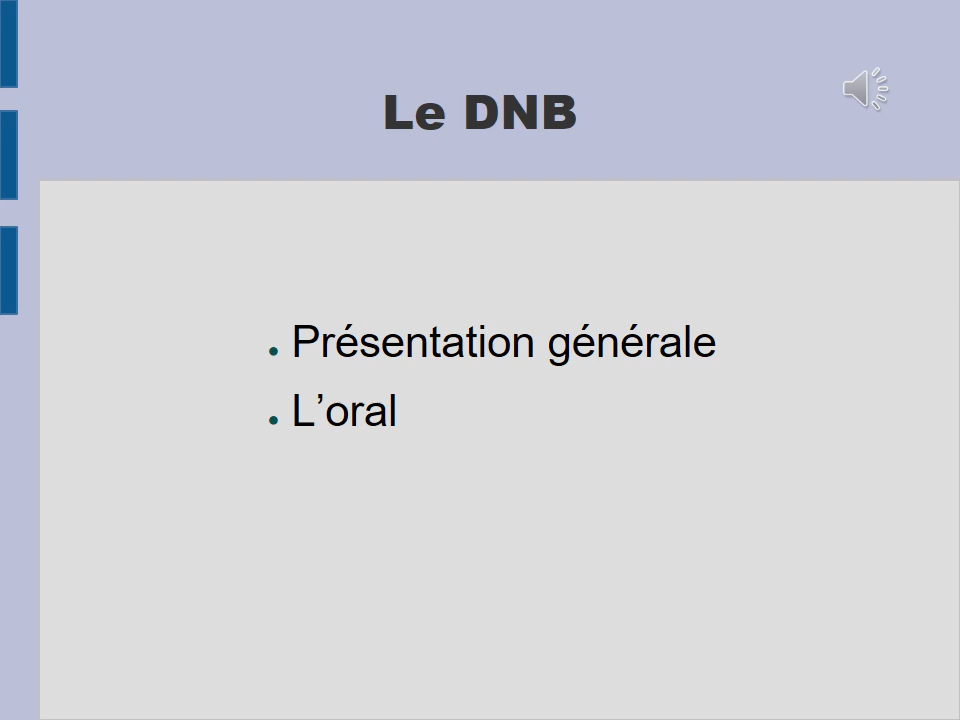 Le DNB
● Présentation générale
● L’oral